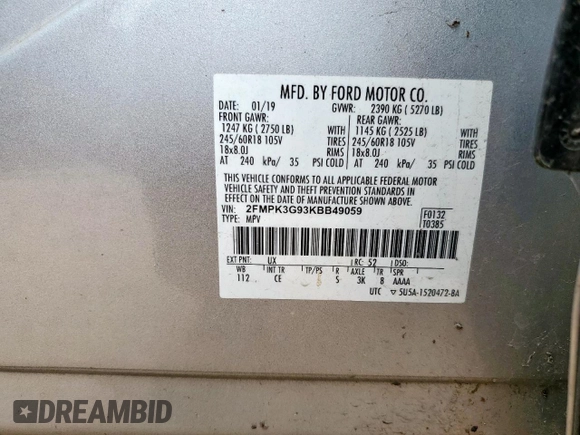 MFD. BY FORD MOTOR CO.
DATE: 01/19 GVWR: 2390 KG ( 5270 LB)
FRONT GAWR: REAR GAWR:
1247 KG ( 2750 LB) WITH 1145 KG ( 2525 LB) WITH
245/60R18 105V TIRES 245/60R18 105V TIRES
18x8.0J RIMS 18x8.0J RIMS
AT 240 kPa/ 35 PSI COLD AT 240 kPa/ 35 PSI COLD
THIS VEHICLE CONFORMS TO ALL APPLICABLE FEDERAL MOTOR
VEHICLE SAFETY AND THEFT PREVENTION STANDARDS IN
EFFECT ON THE DATE OF MANUFACTURE SHOWN ABOVE.
VIN: 2FMPK3G93KBB49059 F0132
TYPE: MPV T0385
EXT PNT: UX RC: 52 DSO:
WB INT TR TP/PS R AXLE TR SPR
112 CE S 3K 8 AAAA
UTC ▽ 5U5A-1520472-BA
DREAMBID